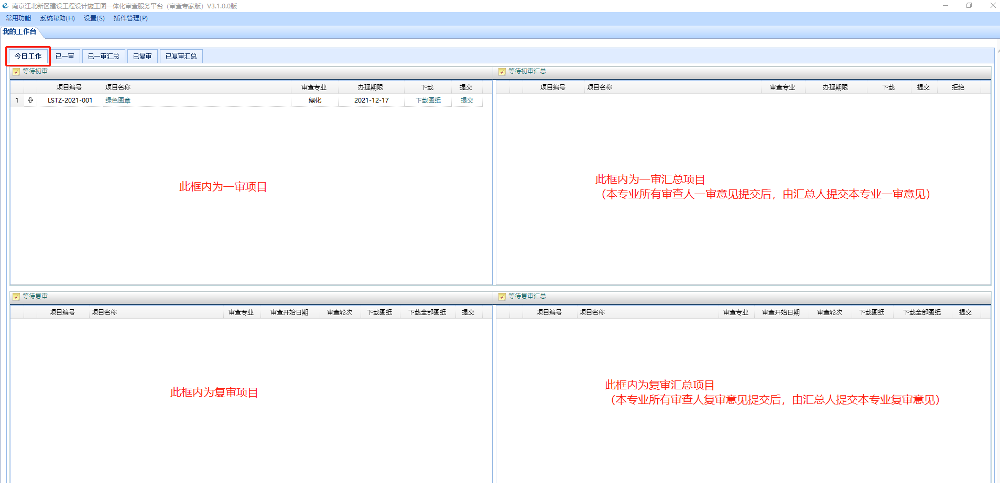 南京江北新区建设工程设计施工图一体化审查服务平台（审查专家版）V3.1.0.0版
常用功能 系统帮助(H) 设置(S) 插件管理(P)
我的工作台
今日工作 已一审 已一审汇总 已复审 已复审汇总
等待初审
项目编号 项目名称 审查专业 办理期限 下载 提交
1 LSTZ-2021-001 绿色图章 绿化 2021-12-17 下载图纸 提交
此框内为一审项目
等待初审汇总
项目编号 项目名称 审查专业 办理期限 下载 提交 拒绝
此框内为一审汇总项目
（本专业所有审查人一审意见提交后，由汇总人提交本专业一审意见）
等待复审
项目编号 项目名称 审查专业 审查开始日期 审查轮次 下载图纸 下载全部图纸 提交
此框内为复审项目
等待复审汇总
项目编号 项目名称 审查专业 审查开始日期 审查轮次 下载图纸 下载全部图纸 提交
此框内为复审汇总项目
（本专业所有审查人复审意见提交后，由汇总人提交本专业复审意见）